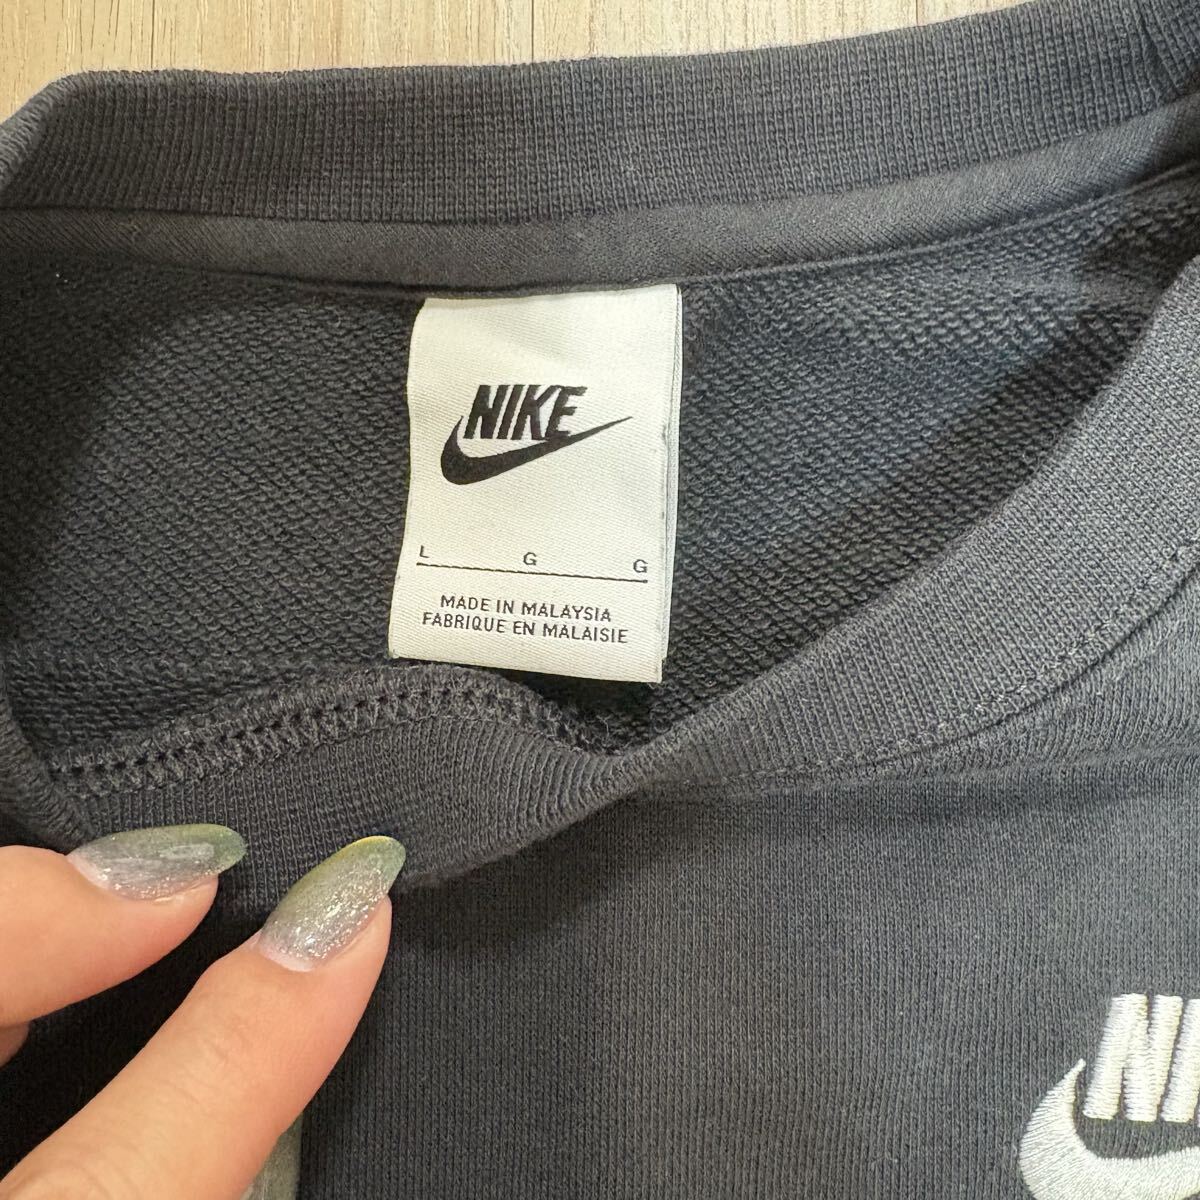 NIKE
L G G
MADE IN MALAYSIA
FABRIQUE EN MALAISIE